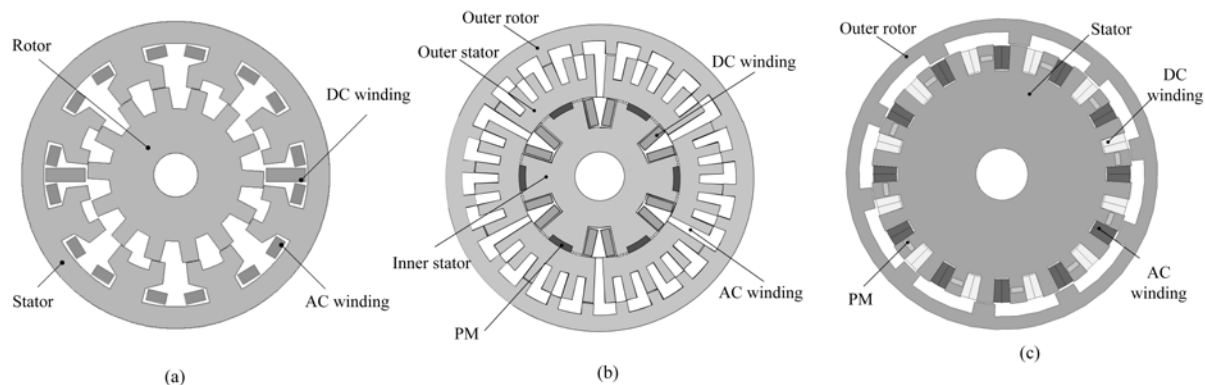 Rotor
DC winding
Stator
AC winding
(a)
Outer rotor
Outer stator
DC winding
Inner stator
PM
AC winding
(b)
Outer rotor
Stator
DC
winding
PM
AC
winding
(c)